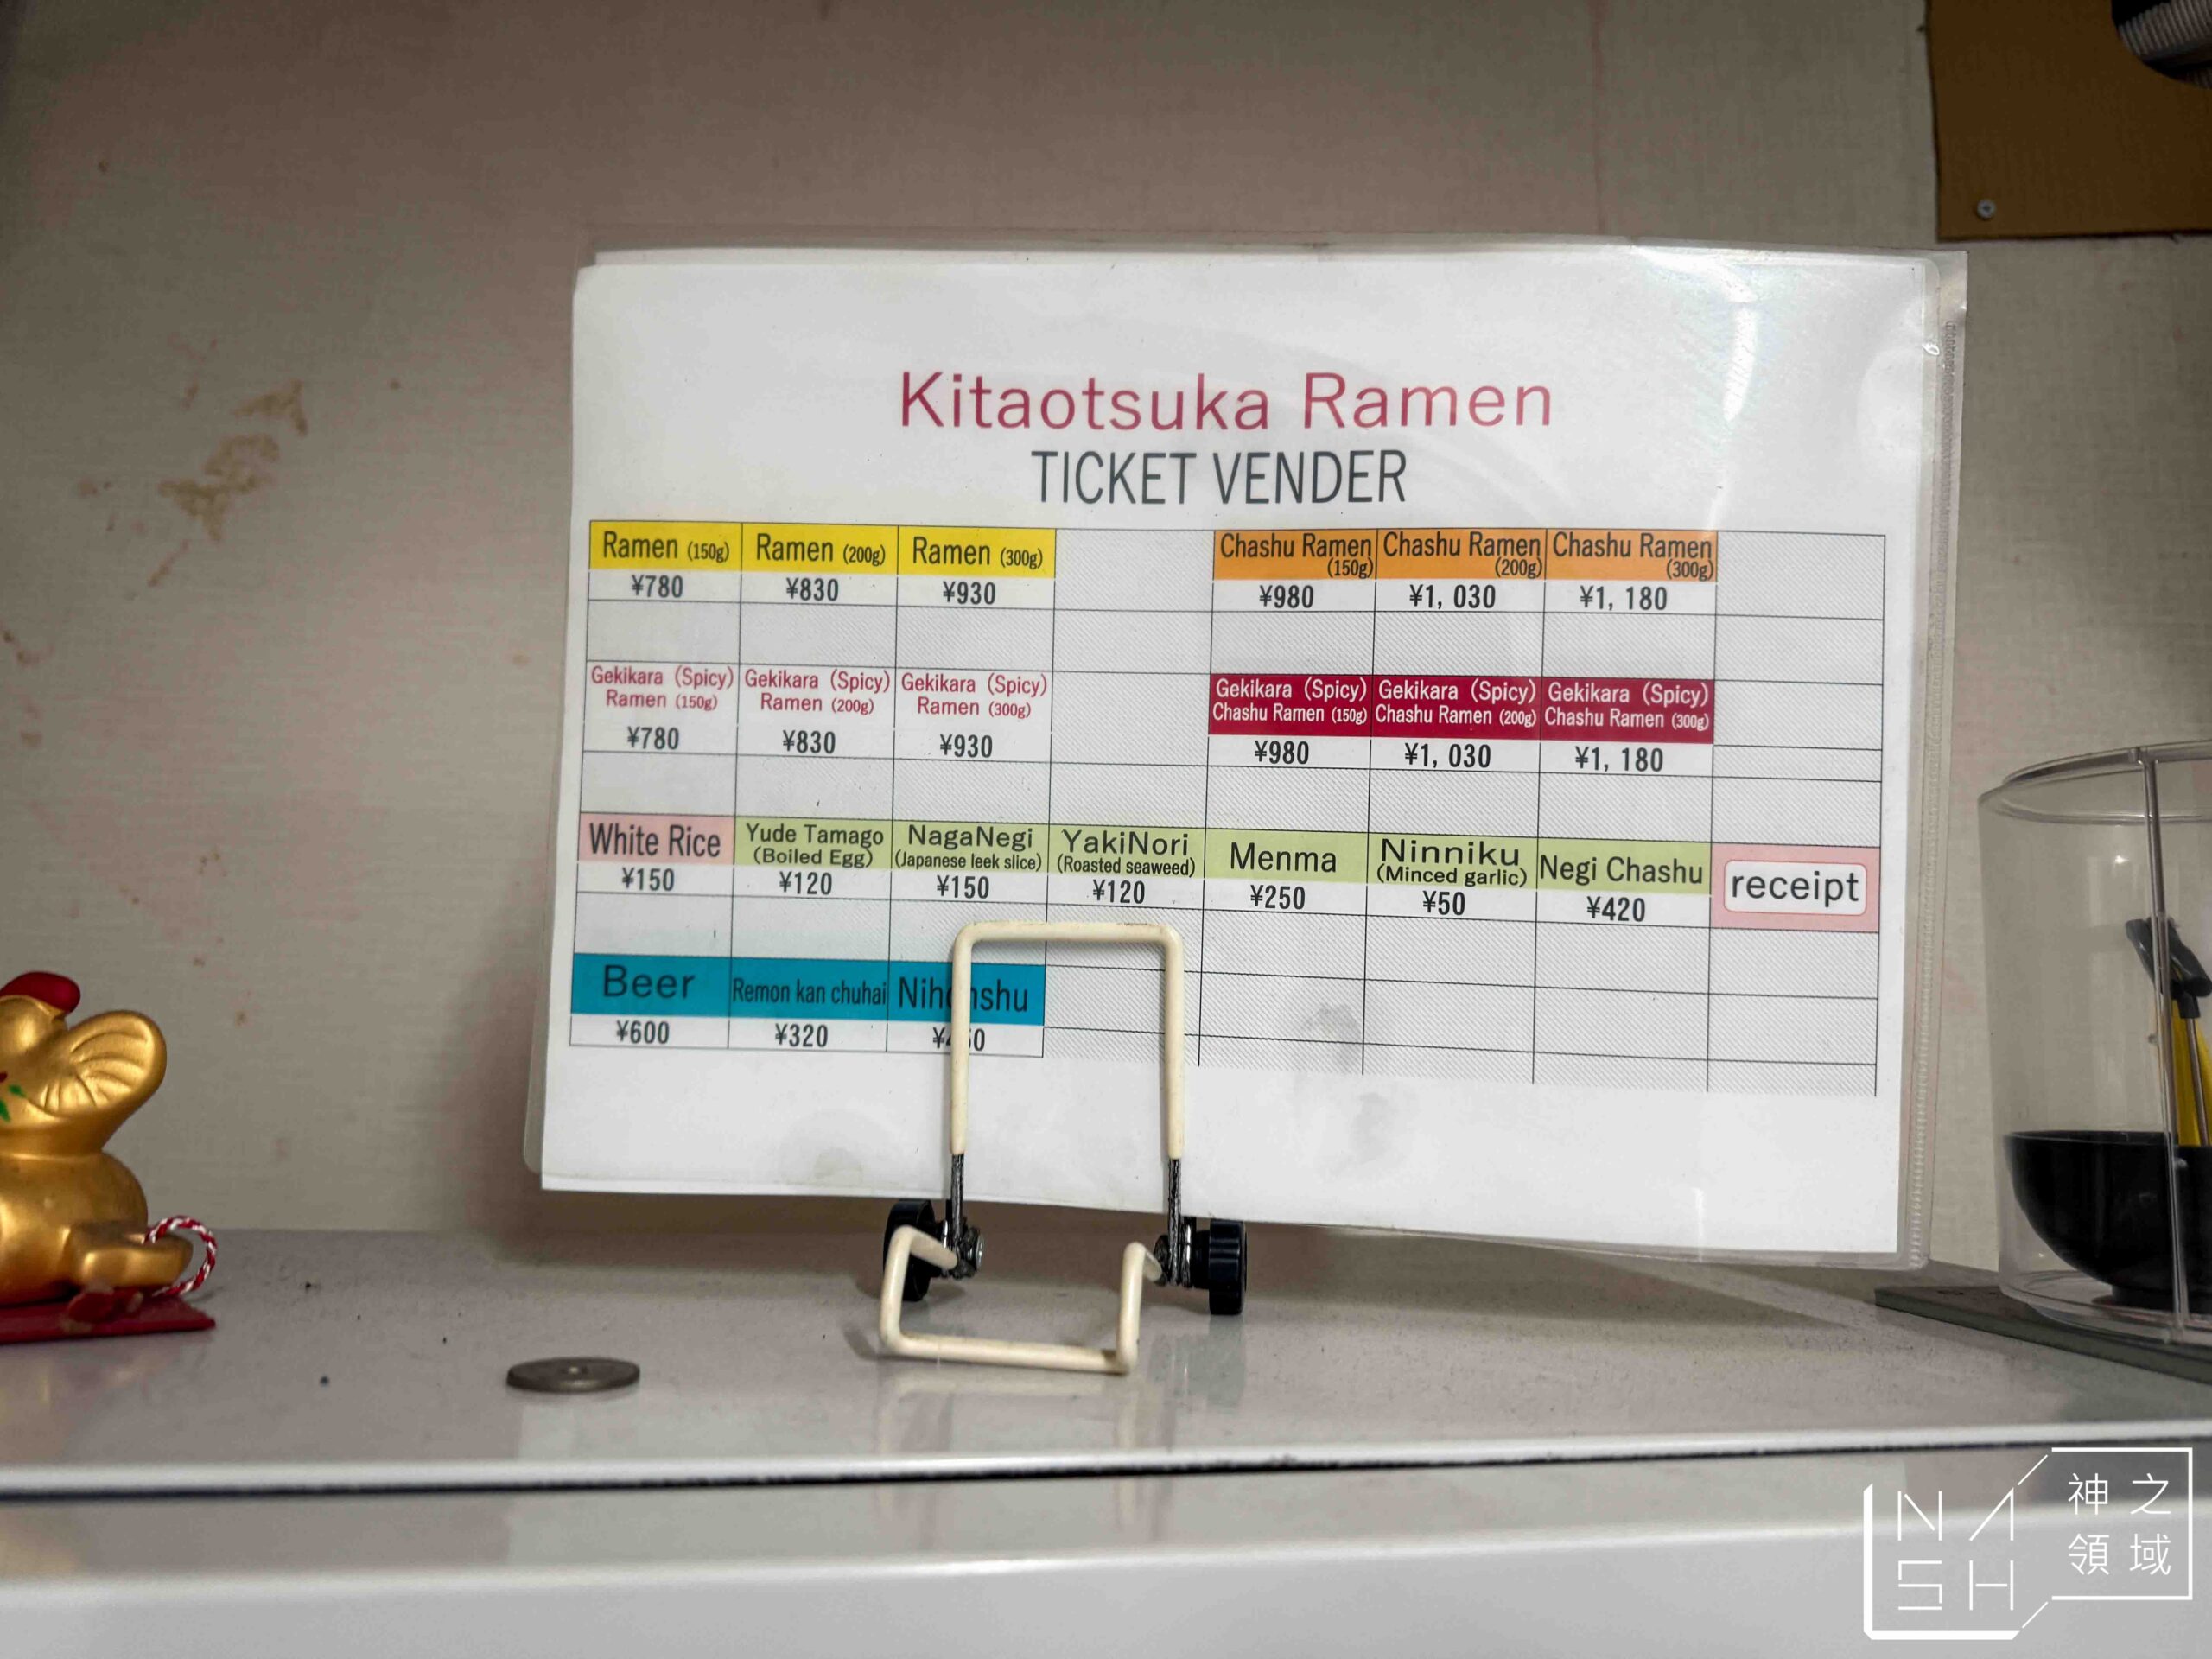 Kitaotsuka Ramen
TICKET VENDER
Ramen (150g) Ramen (200g) Ramen (300g) Chashu Ramen (150g) Chashu Ramen (200g) Chashu Ramen (300g)
¥780 ¥830 ¥930 ¥980 ¥1, 030 ¥1, 180
Gekikara (Spicy) Gekikara (Spicy) Gekikara (Spicy) Gekikara (Spicy) Gekikara (Spicy) Gekikara (Spicy)
Ramen (150g) Ramen (200g) Ramen (300g) Chashu Ramen (150g) Chashu Ramen (200g) Chashu Ramen (300g)
¥780 ¥830 ¥930 ¥980 ¥1, 030 ¥1, 180
White Rice Yude Tamago NagaNegi YakiNori Menma Ninniku Negi Chashu receipt
(Boiled Egg) (Japanese leek slice) (Roasted seaweed) (Minced garlic)
¥150 ¥120 ¥150 ¥120 ¥250 ¥50 ¥420
Beer Remon kan chuhai
¥600 ¥320
NASH
神之
領域